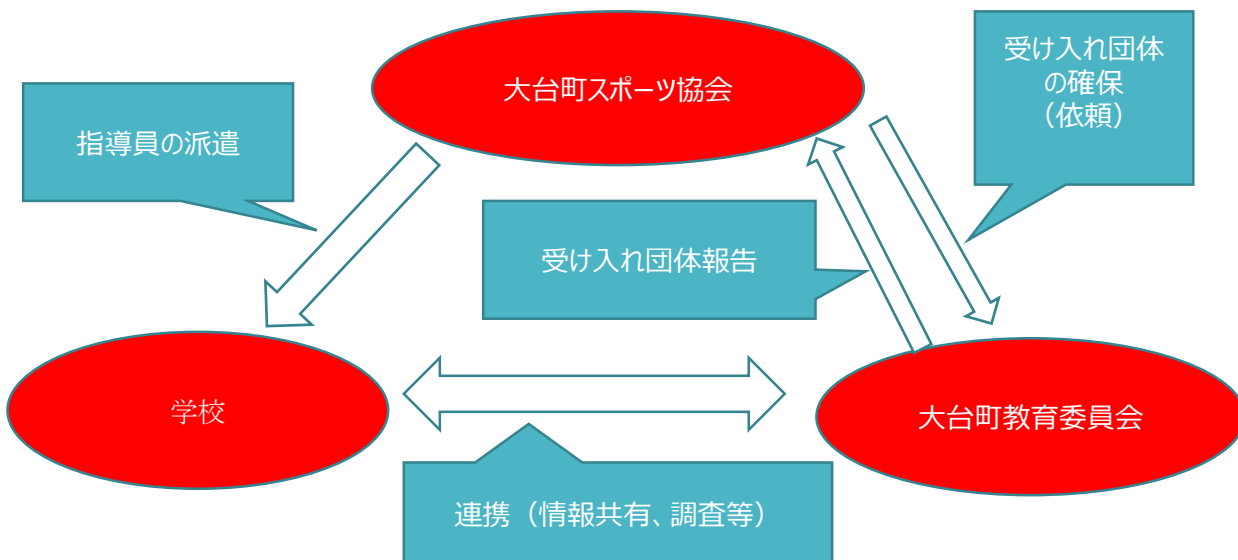 大台町スポーツ協会
受け入れ団体
の確保
（依頼）
指導員の派遣
受け入れ団体報告
学校
大台町教育委員会
連携（情報共有、調査等）